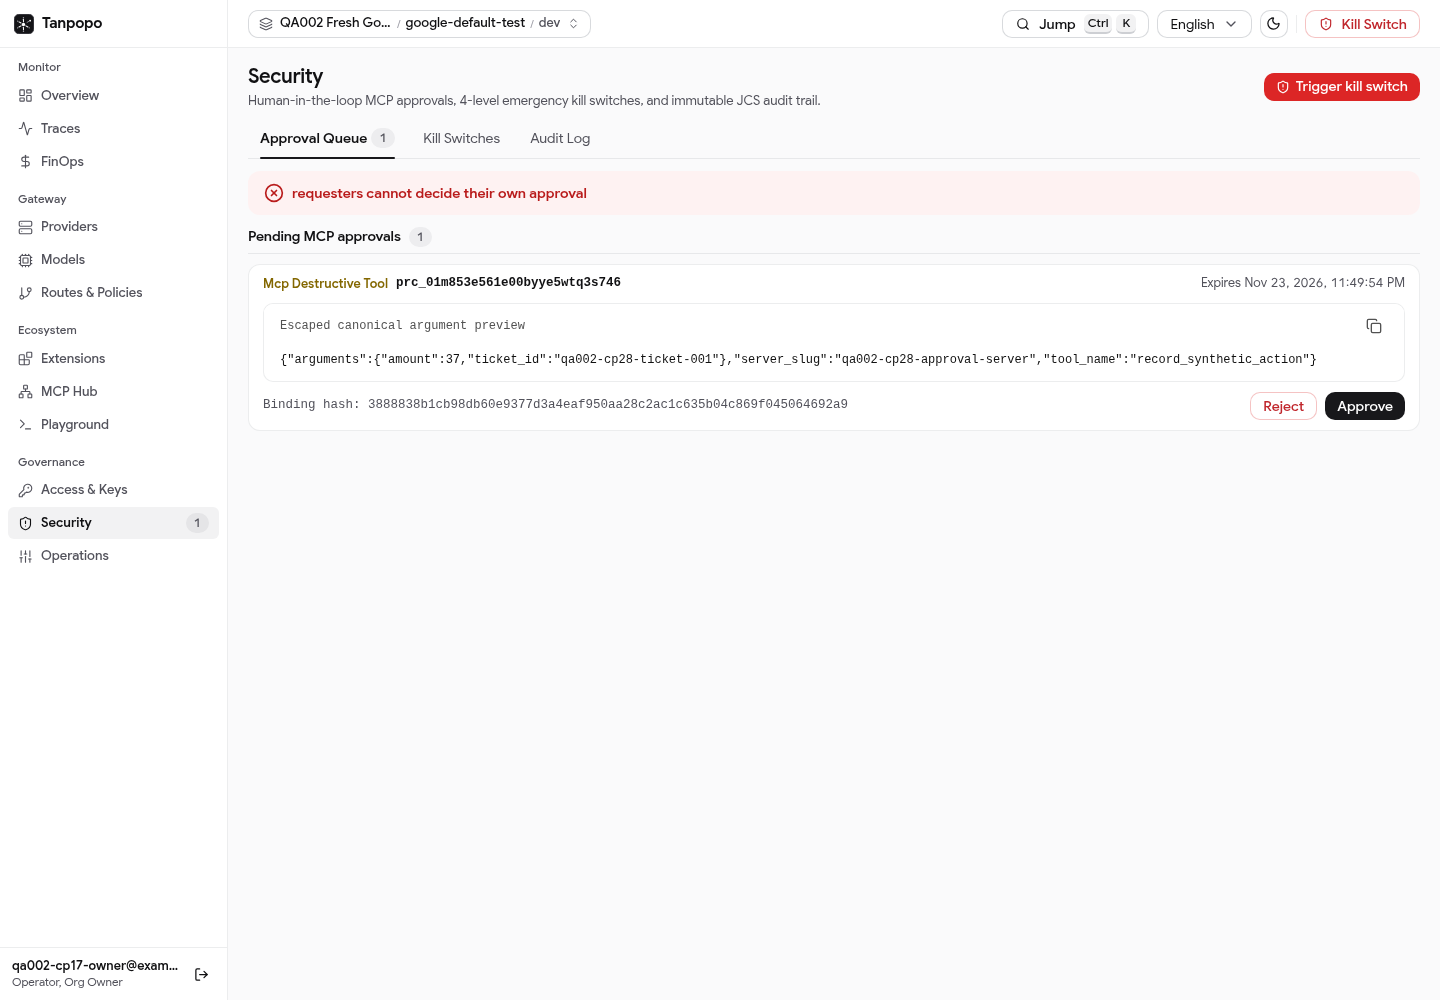 Tanpopo
QA002 Fresh Go... / google-default-test / dev
Jump Ctrl K
English
Kill Switch
Monitor
Overview
Traces
FinOps
Gateway
Providers
Models
Routes & Policies
Ecosystem
Extensions
MCP Hub
Playground
Governance
Access & Keys
Security 1
Operations
qa002-cp17-owner@exam...
Operator, Org Owner
Security
Human-in-the-loop MCP approvals, 4-level emergency kill switches, and immutable JCS audit trail.
Trigger kill switch
Approval Queue 1
Kill Switches
Audit Log
requesters cannot decide their own approval
Pending MCP approvals 1
Mcp Destructive Tool prc_01m853e561e00byye5wtq3s746
Expires Nov 23, 2026, 11:49:54 PM
Escaped canonical argument preview
{"arguments":{"amount":37,"ticket_id":"qa002-cp28-ticket-001"},"server_slug":"qa002-cp28-approval-server","tool_name":"record_synthetic_action"}
Binding hash: 3888838b1cb98db60e9377d3a4eaf950aa28c2ac1c635b04c869f045064692a9
Reject
Approve